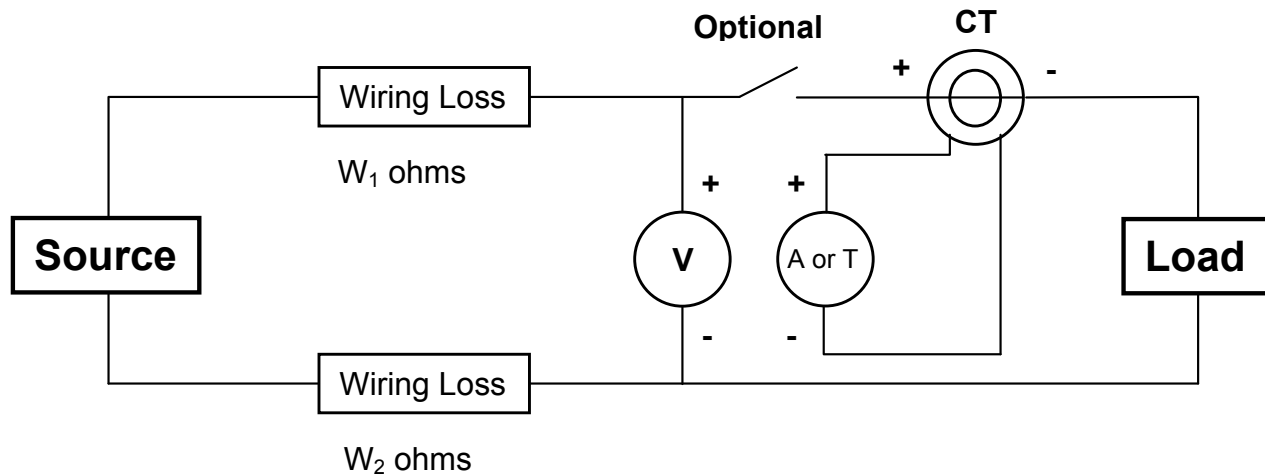 CT
Optional
+ -
Wiring Loss
W₁ ohms
+ +
Source
V
A or T
Load
- -
Wiring Loss
W₂ ohms